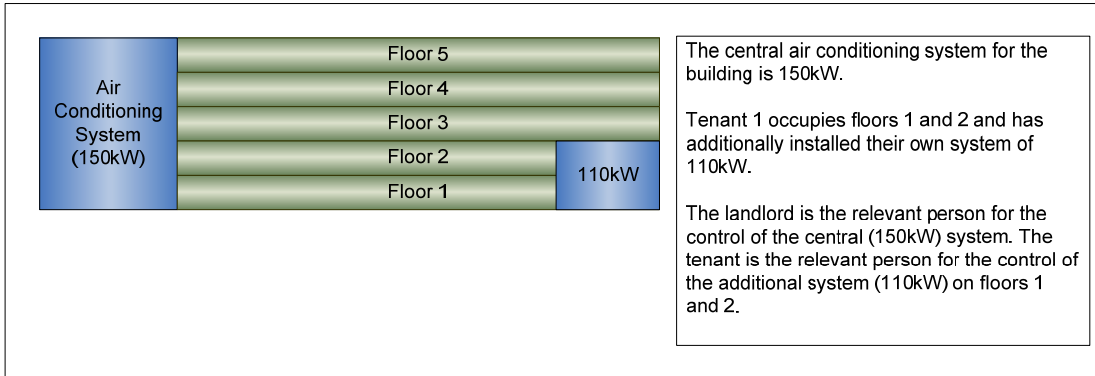 Air
Conditioning
System
(150kW)
Floor 5
Floor 4
Floor 3
Floor 2
Floor 1
110kW
The central air conditioning system for the
building is 150kW.
Tenant 1 occupies floors 1 and 2 and has
additionally installed their own system of
110kW.
The landlord is the relevant person for the
control of the central (150kW) system. The
tenant is the relevant person for the control of
the additional system (110kW) on floors 1
and 2.